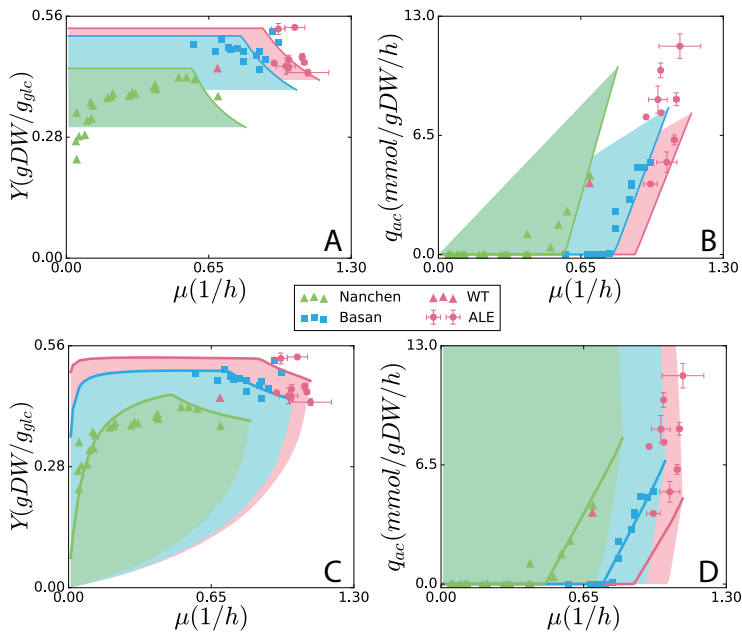 0.56
0.28
0.00
Y(gDW/g_glc)
0.00 0.65 1.30
μ(1/h)
A
13.0
6.5
0.0
q_ac(mmol/gDW/h)
0.00 0.65 1.30
μ(1/h)
B
Nanchen WT
Basan ALE
0.56
0.28
0.00
Y(gDW/g_glc)
0.00 0.65 1.30
μ(1/h)
C
13.0
6.5
0.0
q_ac(mmol/gDW/h)
0.00 0.65 1.30
μ(1/h)
D